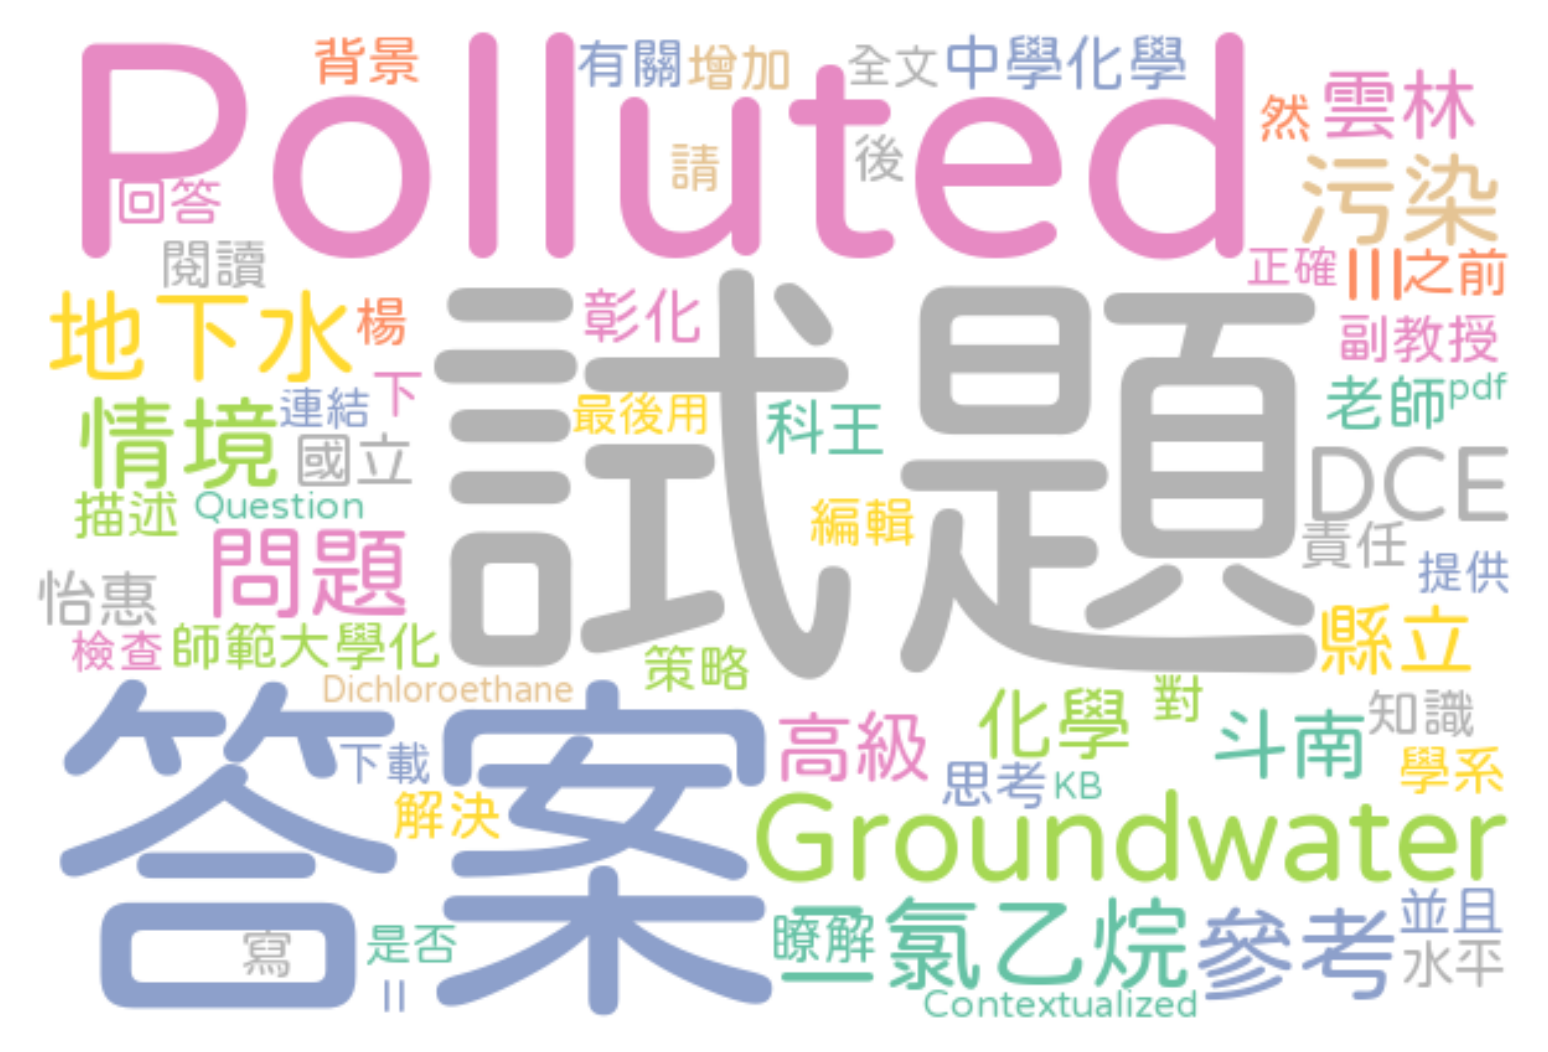 Polluted
背景
有關
增加
全文
中學化學
然
雲林
請
後
污染
回答
閱讀
正確
III
之前
地下水
楊
試題
彰化
副教授
連結
下
最後用
科王
老師
pdf
情境
國立
DCE
描述
Question
編輯
責任
問題
提供
怡惠
縣立
檢查
師範大學化
策略
Dichloroethane
答案
化學
對
知識
高級
斗南
下載
學系
思考
KB
解決
Groundwater
二氯乙烷
瞭解
參考
並且
寫
是否
水平
II
Contextualized